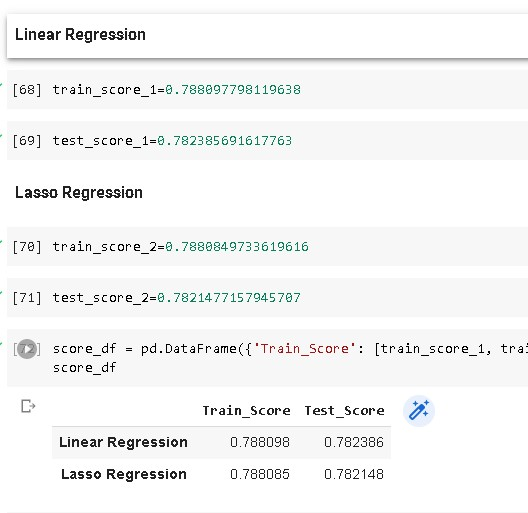 Linear Regression
[68] train_score_1=0.788097798119638
[69] test_score_1=0.782385691617763
Lasso Regression
[70] train_score_2=0.7880849733619616
[71] test_score_2=0.7821477157945707
score_df = pd.DataFrame({'Train_Score': [train_score_1, trai
score_df
Train_Score Test_Score
Linear Regression 0.788098 0.782386
Lasso Regression 0.788085 0.782148